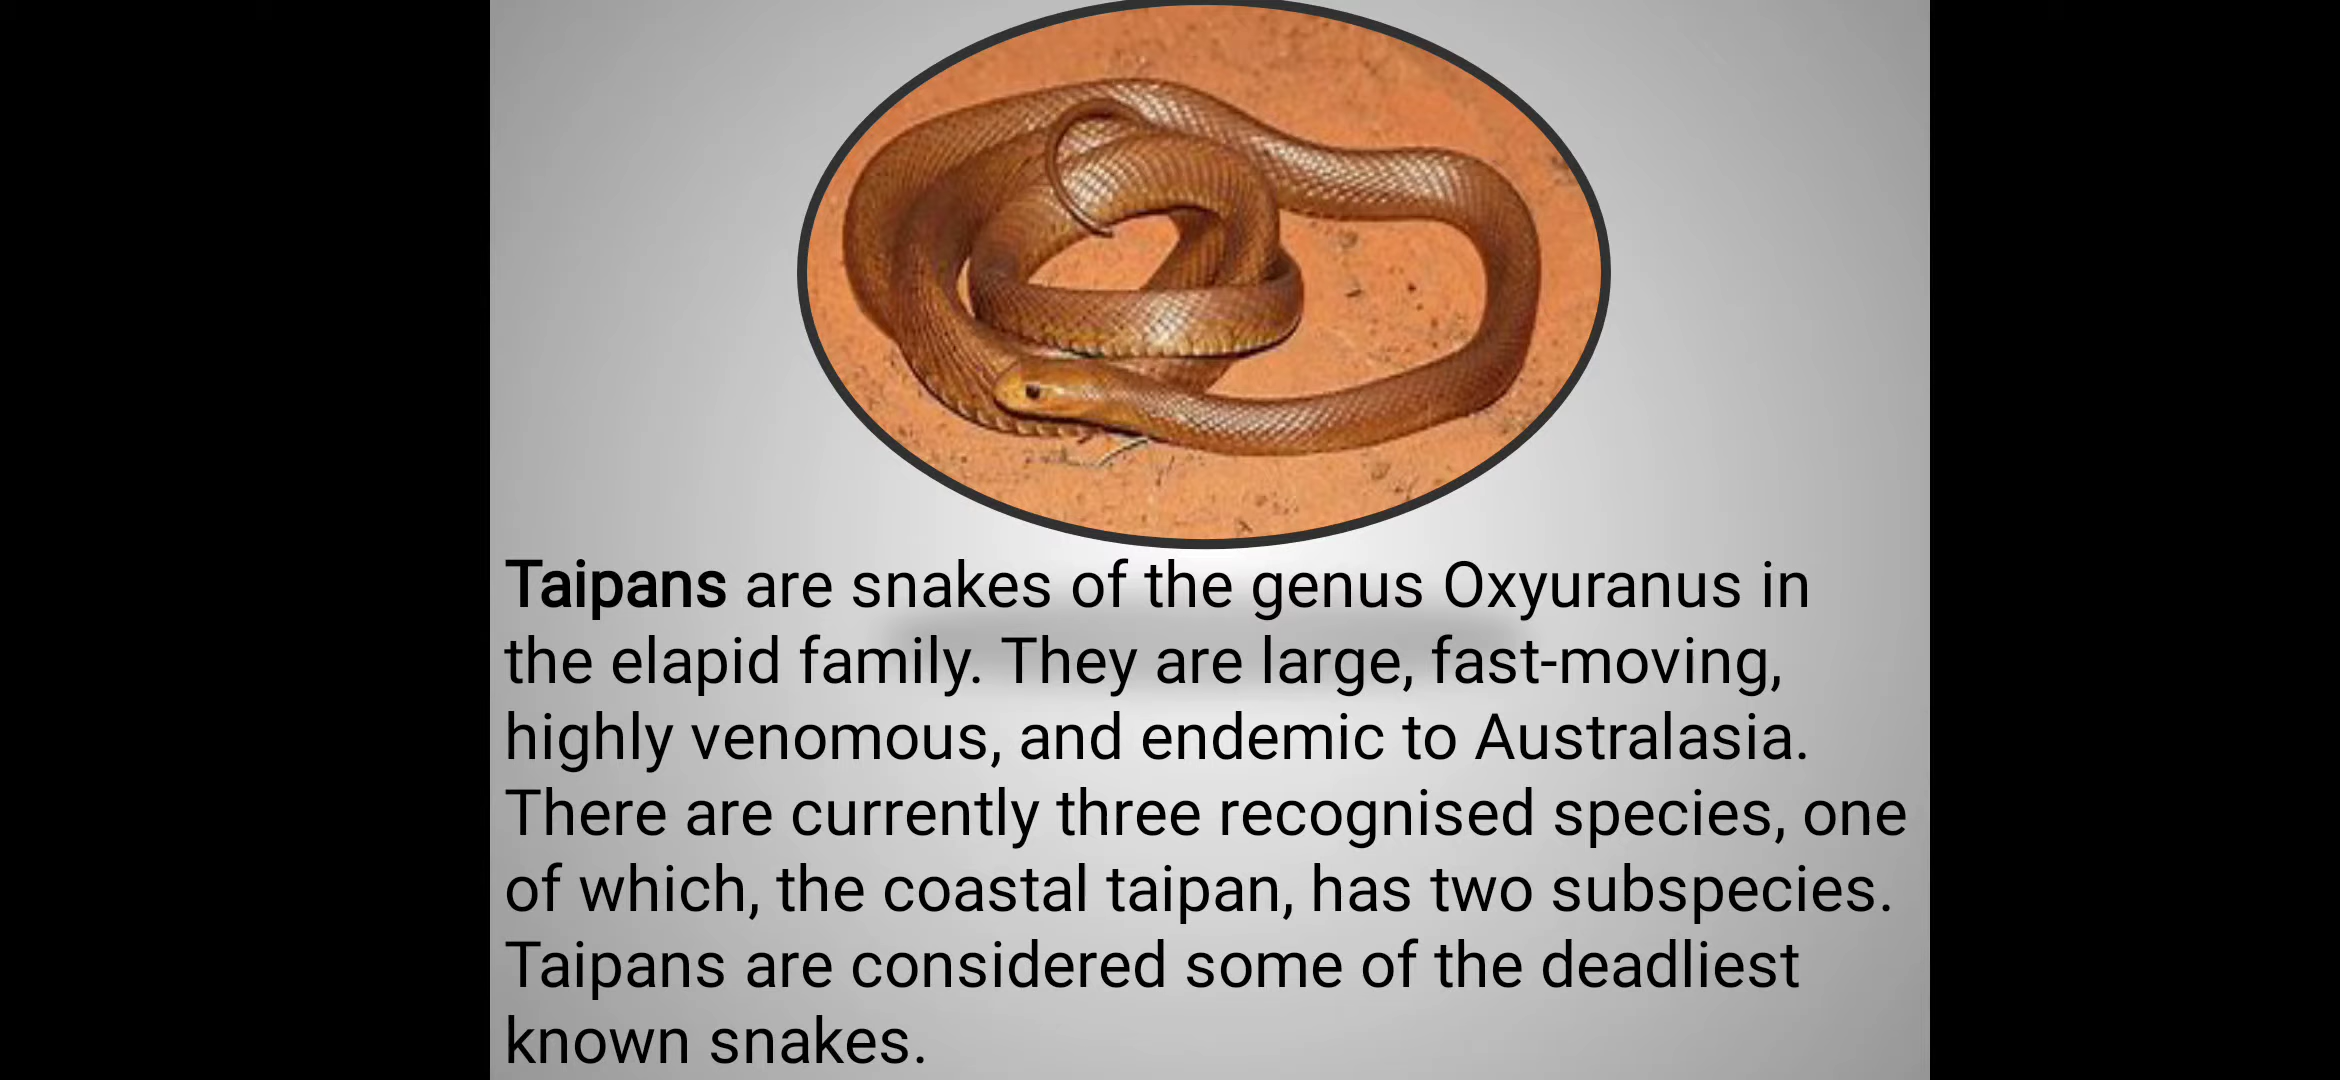 Taipans are snakes of the genus Oxyuranus in
the elapid family. They are large, fast-moving,
highly venomous, and endemic to Australasia.
There are currently three recognised species, one
of which, the coastal taipan, has two subspecies.
Taipans are considered some of the deadliest
known snakes.